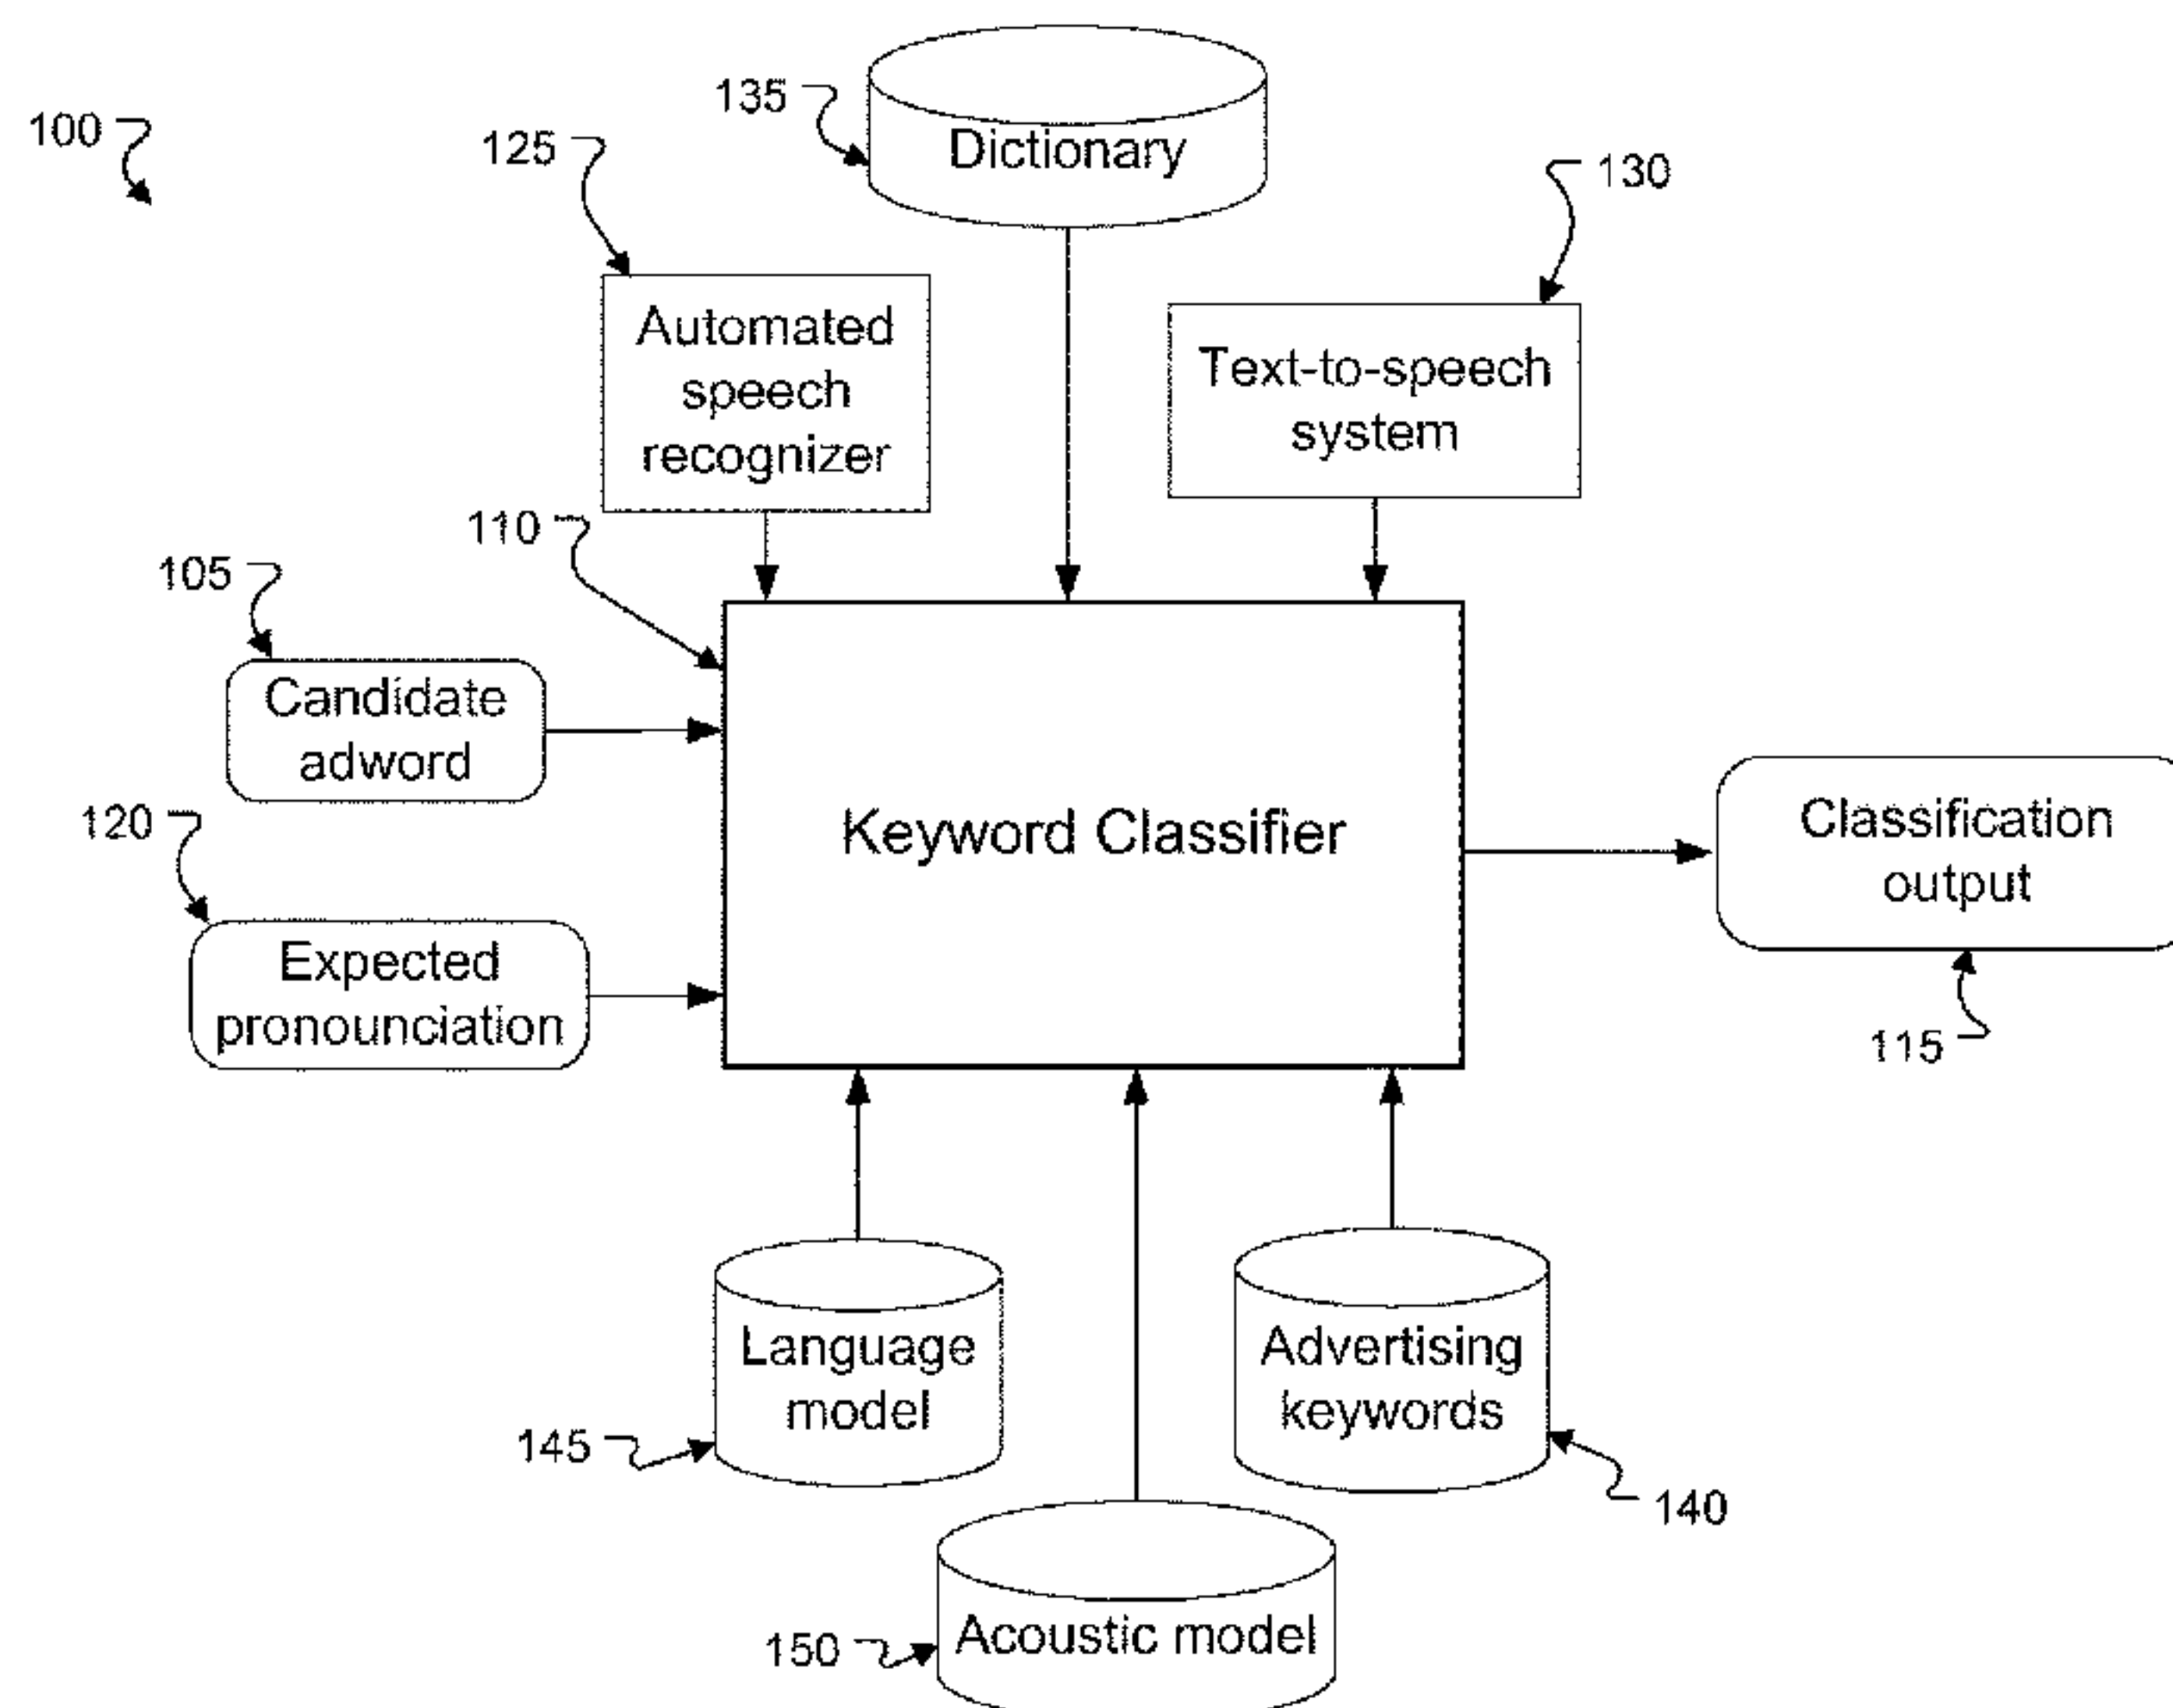 135
100
125
Dictionary
130
Automated
speech
recognizer
Text-to-speech
system
110
105
Candidate
adword
120
Keyword Classifier
Classification
output
Expected
pronounciation
115
Language
model
Advertising
keywords
145
140
150
Acoustic model